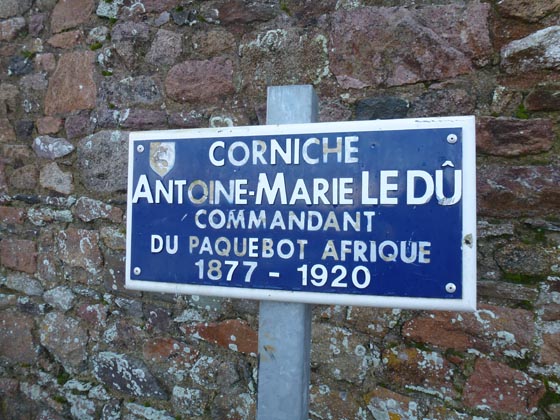 CORNICHE
ANTOINE-MARIE LE DÛ
COMMANDANT
DU PAQUEBOT AFRIQUE
1877 - 1920